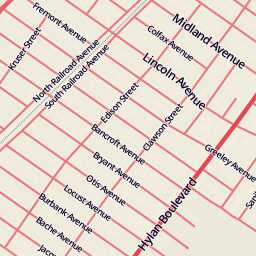 Fremont Avenue
Midland Avenue
Colfax Avenue
Kruser Street
North Railroad Avenue
South Railroad Avenue
Lincoln Avenue
Edison Street
Clawson Street
Bancroft Avenue
Greeley Avenue
Bryant Avenue
Otis Avenue
Locust Avenue
Hylan Boulevard
Burbank Avenue
Bache Avenue